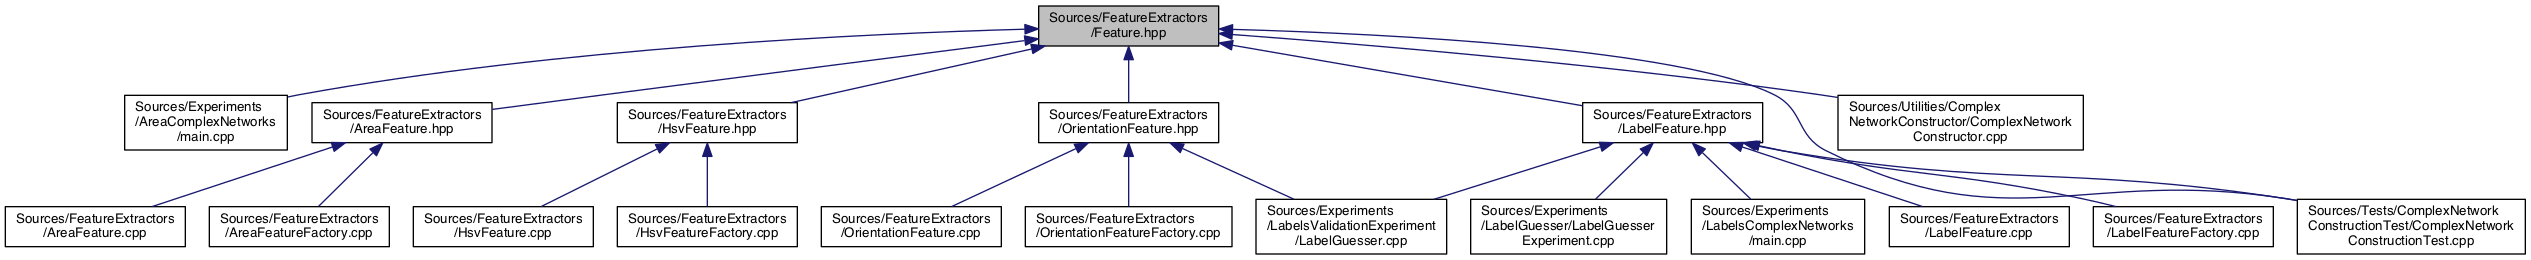 Sources/FeatureExtractors
/Feature.hpp
Sources/Experiments
/AreaComplexNetworks
/main.cpp
Sources/FeatureExtractors
/AreaFeature.hpp
Sources/FeatureExtractors
/HsvFeature.hpp
Sources/FeatureExtractors
/OrientationFeature.hpp
Sources/FeatureExtractors
/LabelFeature.hpp
Sources/Utilities/Complex
NetworkConstructor/ComplexNetwork
Constructor.cpp
Sources/FeatureExtractors
/AreaFeature.cpp
Sources/FeatureExtractors
/AreaFeatureFactory.cpp
Sources/FeatureExtractors
/HsvFeature.cpp
Sources/FeatureExtractors
/HsvFeatureFactory.cpp
Sources/FeatureExtractors
/OrientationFeature.cpp
Sources/FeatureExtractors
/OrientationFeatureFactory.cpp
Sources/Experiments
/LabelsValidationExperiment
/LabelGuesser.cpp
Sources/Experiments
/LabelGuesser/LabelGuesser
Experiment.cpp
Sources/Experiments
/LabelsComplexNetworks
/main.cpp
Sources/FeatureExtractors
/LabelFeature.cpp
Sources/FeatureExtractors
/LabelFeatureFactory.cpp
Sources/Tests/ComplexNetwork
ConstructionTest/ComplexNetwork
ConstructionTest.cpp